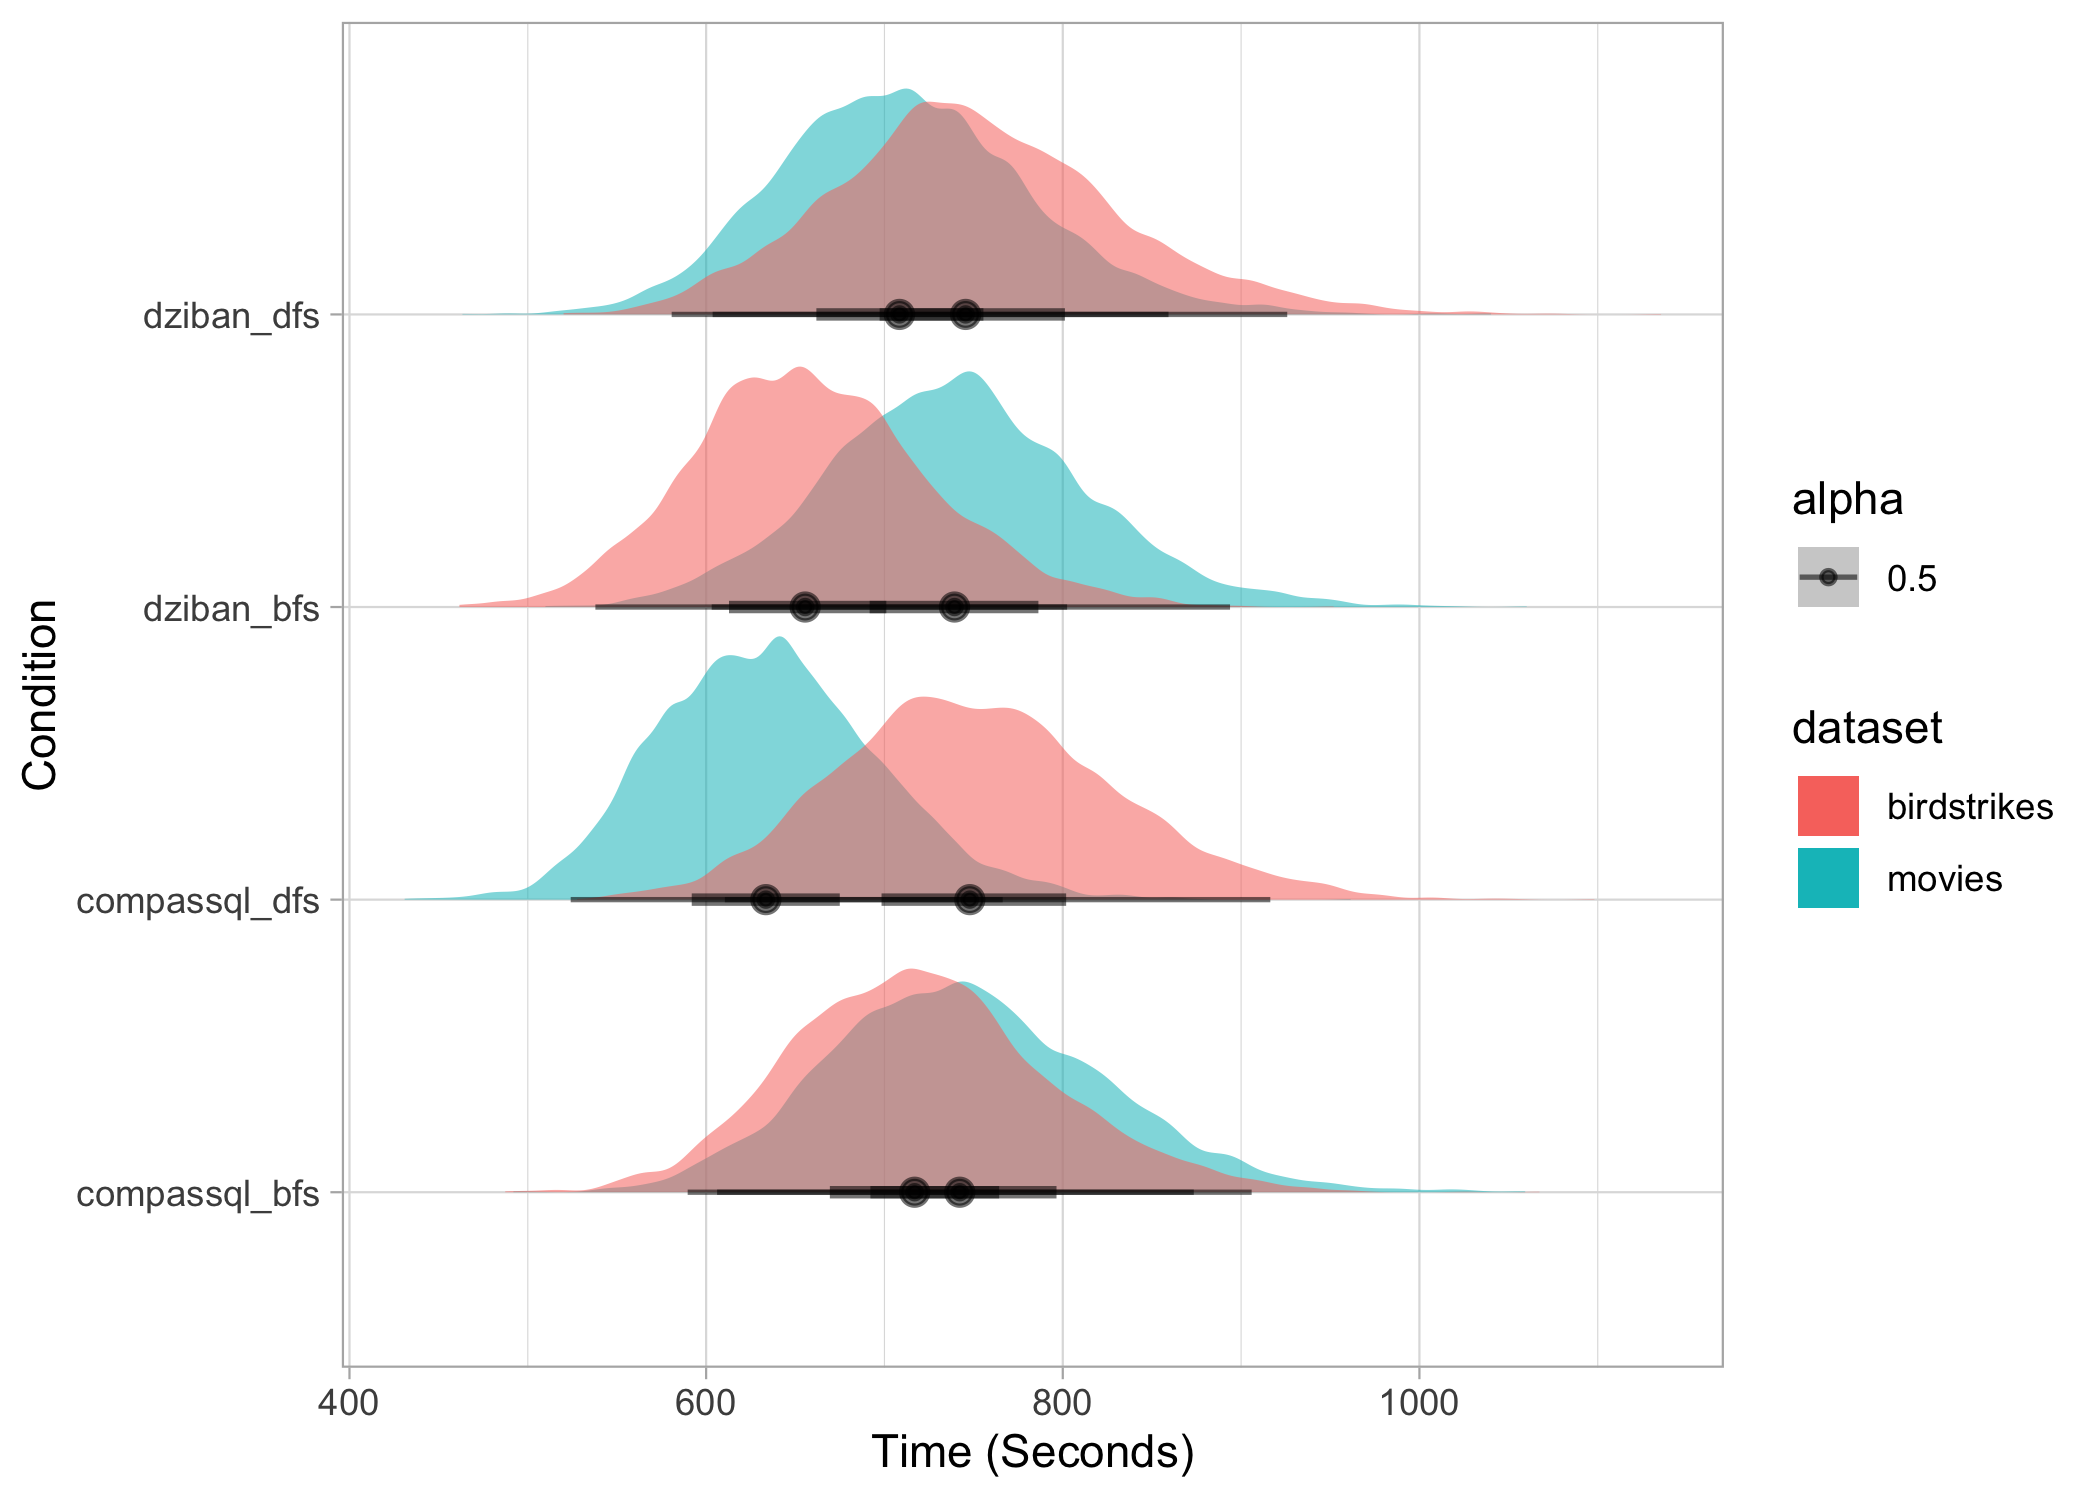 Condition
dziban_dfs
dziban_bfs
compassql_dfs
compassql_bfs
400 600 800 1000
Time (Seconds)
alpha
0.5
dataset
birdstrikes
movies